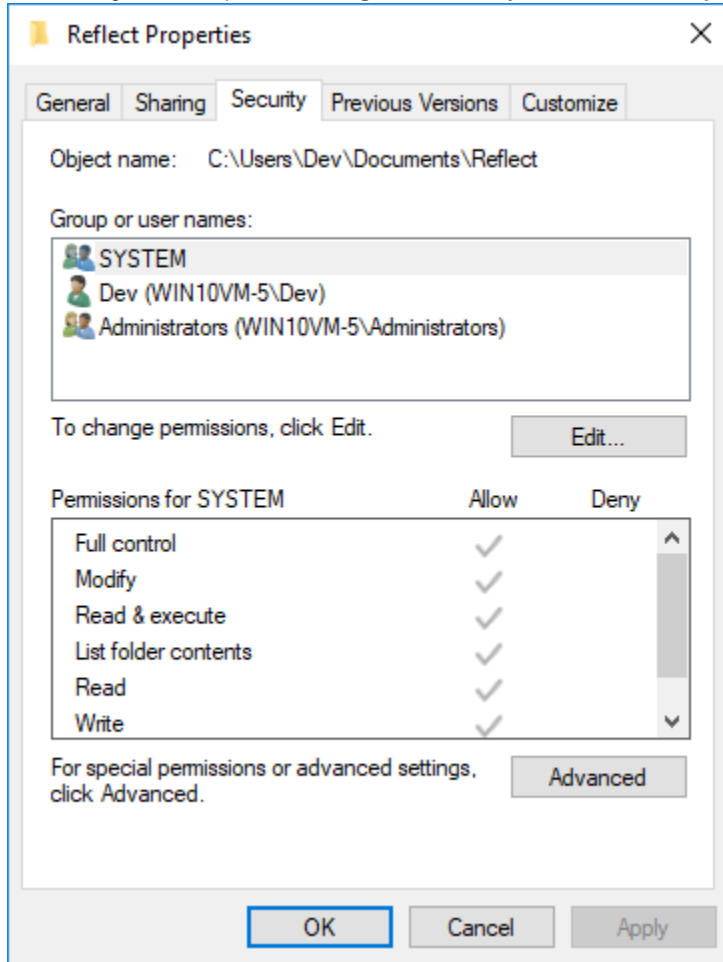 Reflect Properties
General Sharing Security Previous Versions Customize
Object name: C:\Users\Dev\Documents\Reflect
Group or user names:
SYSTEM
Dev (WIN10VM-5\Dev)
Administrators (WIN10VM-5\Administrators)
To change permissions, click Edit.
Edit...
Permissions for SYSTEM Allow Deny
Full control
Modify
Read & execute
List folder contents
Read
Write
For special permissions or advanced settings,
click Advanced.
Advanced
OK Cancel Apply